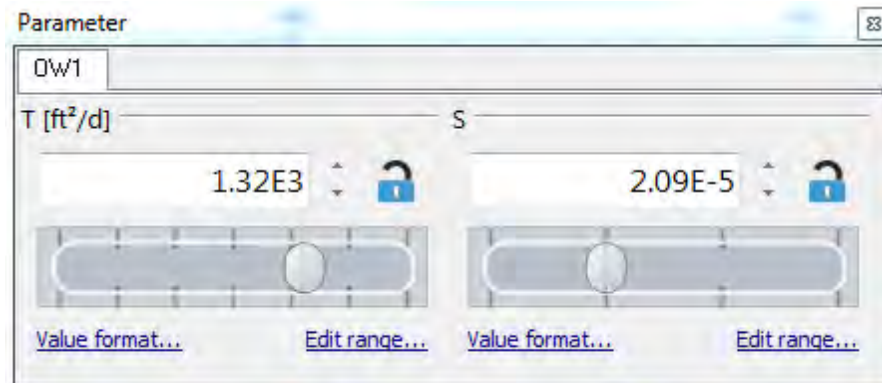 Parameter
OW1
T [ft²/d]
S
1.32E3
2.09E-5
Value format...
Edit range...
Value format...
Edit range...